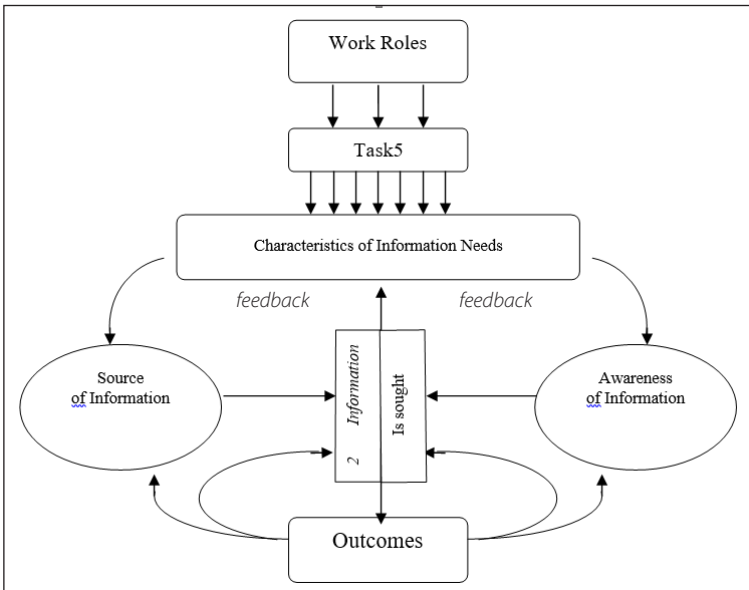 Work Roles
Task5
Characteristics of Information Needs
feedback
feedback
Source
of Information
2 Information
Is sought
Awareness
of Information
Outcomes